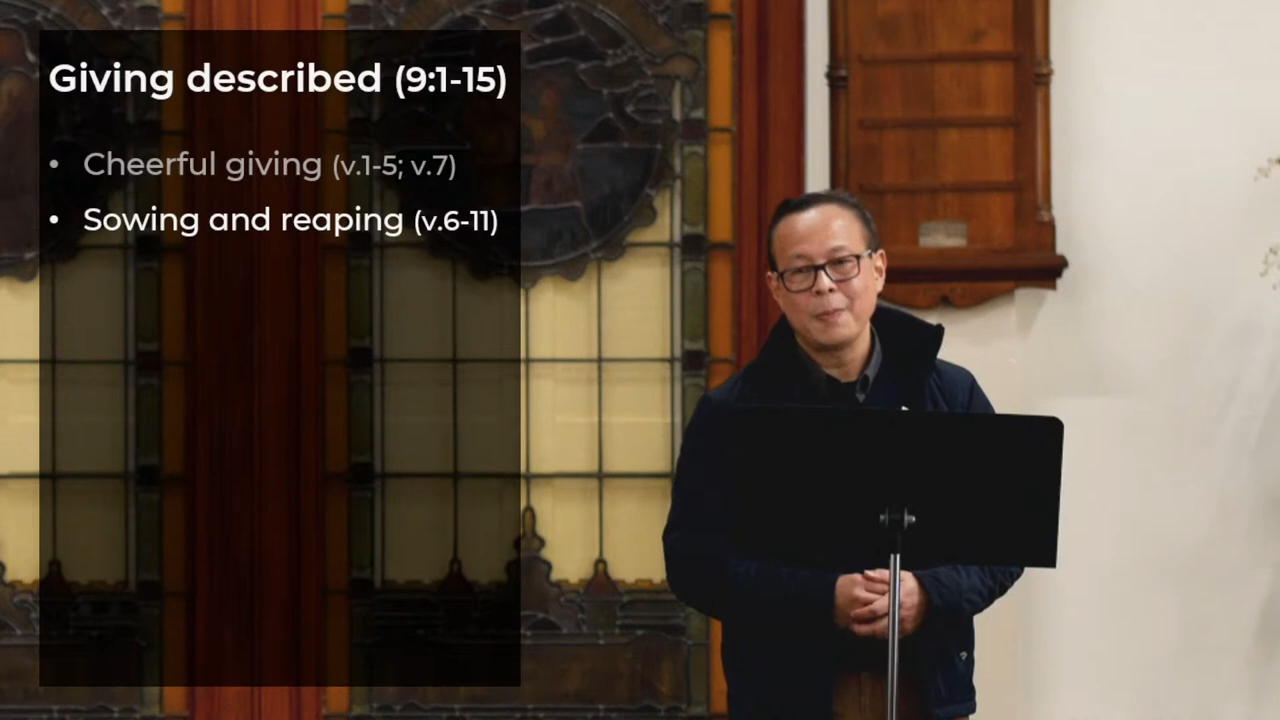 Giving described (9:1-15)
• Cheerful giving (v.1-5; v.7)
• Sowing and reaping (v.6-11)